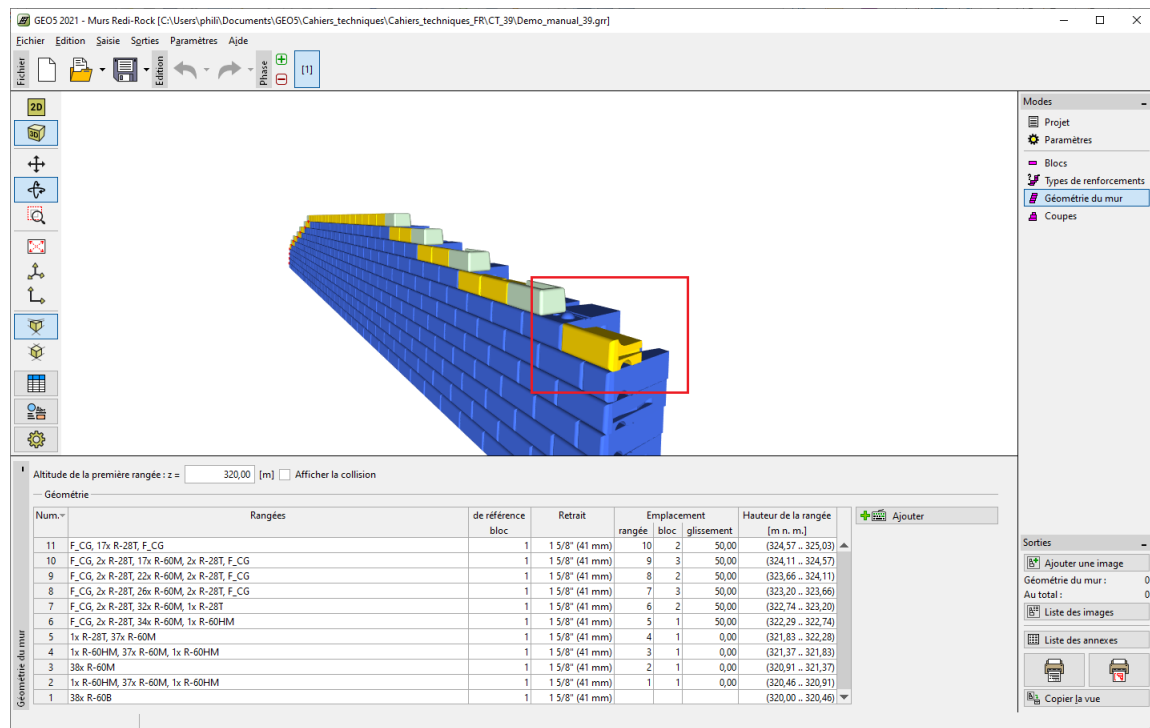 GEO5 2021 - Murs Redi-Rock [C:\Users\phili\Documents\GEO5\Cahiers_techniques\Cahiers_techniques_FR\CT_39\Demo_manual_39.grr]
Fichier Edition Saisie Sorties Paramètres Aide
Fichier Edition Phase [1]
2D
3D
Modes
Projet
Paramètres
Blocs
Types de renforcements
Géométrie du mur
Coupes
Altitude de la première rangée : z = 320,00 [m] Afficher la collision
Géométrie
Num. Rangées de référence Retrait Emplacement Hauteur de la rangée Ajouter
bloc rangée bloc glissement [m n. m.]
11 F_CG, 17x R-28T, F_CG 1 1 5/8" (41 mm) 10 2 50,00 (324,57 .. 325,03)
10 F_CG, 2x R-28T, 17x R-60M, 2x R-28T, F_CG 1 1 5/8" (41 mm) 9 3 50,00 (324,11 .. 324,57)
9 F_CG, 2x R-28T, 22x R-60M, 2x R-28T, F_CG 1 1 5/8" (41 mm) 8 2 50,00 (323,66 .. 324,11)
8 F_CG, 2x R-28T, 26x R-60M, 2x R-28T, F_CG 1 1 5/8" (41 mm) 7 3 50,00 (323,20 .. 323,66)
7 F_CG, 2x R-28T, 32x R-60M, 1x R-28T 1 1 5/8" (41 mm) 6 2 50,00 (322,74 .. 323,20)
6 F_CG, 2x R-28T, 34x R-60M, 1x R-60HM 1 1 5/8" (41 mm) 5 1 50,00 (322,29 .. 322,74)
5 1x R-28T, 37x R-60M 1 1 5/8" (41 mm) 4 1 0,00 (321,83 .. 322,28)
4 1x R-60HM, 37x R-60M, 1x R-60HM 1 1 5/8" (41 mm) 3 1 0,00 (321,37 .. 321,83)
3 38x R-60M 1 1 5/8" (41 mm) 2 1 0,00 (320,91 .. 321,37)
2 1x R-60HM, 37x R-60M, 1x R-60HM 1 1 5/8" (41 mm) 1 1 0,00 (320,46 .. 320,91)
1 38x R-60B 1 1 5/8" (41 mm) (320,00 .. 320,46)
Géométrie du mur
Sorties
Ajouter une image
Géométrie du mur : 0
Au total : 0
Liste des images
Liste des annexes
Copier la vue